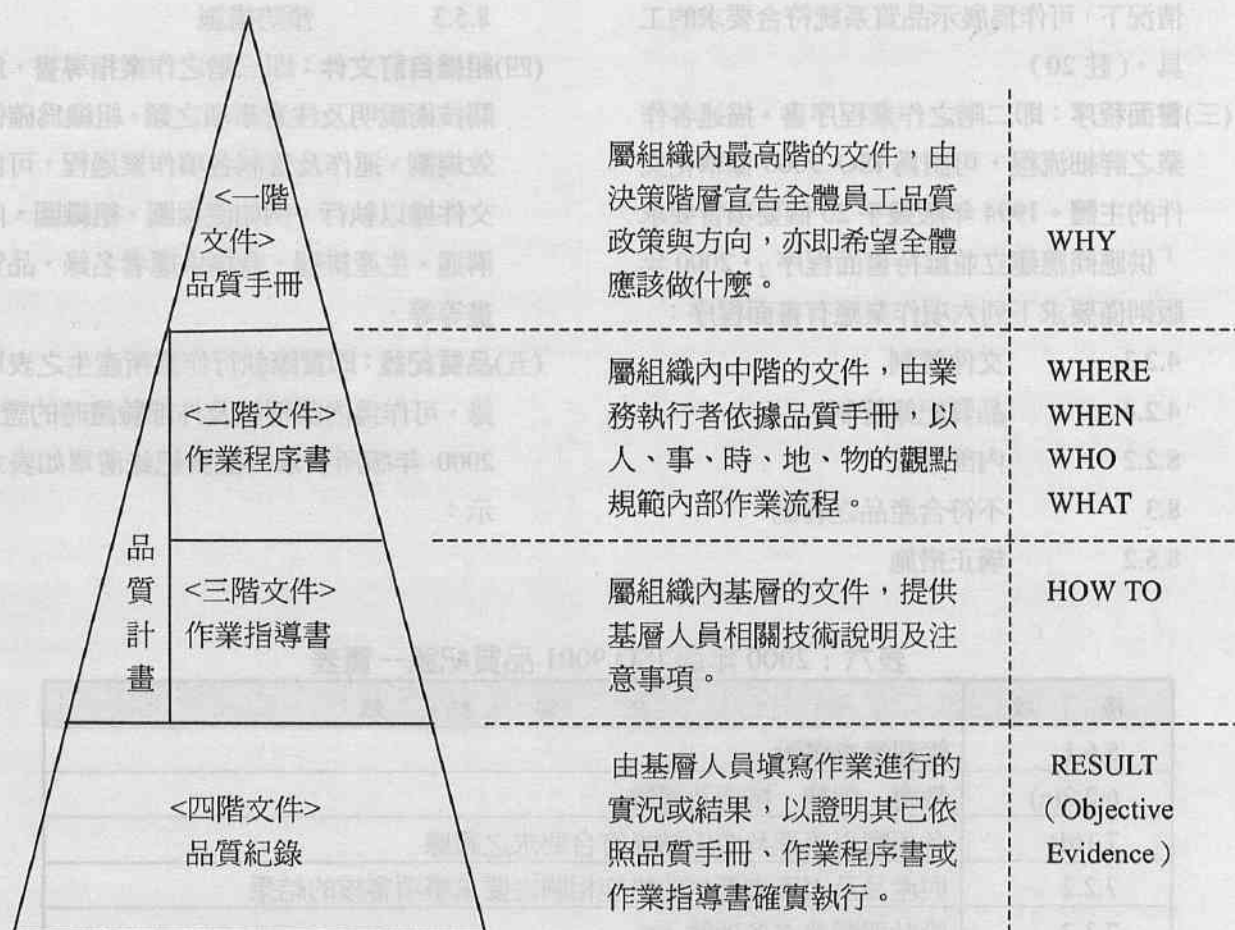 <一階
文件>
品質手冊
屬組織內最高階的文件,由
決策階層宣告全體員工品質
政策與方向,亦即希望全體
應該做什麼。
WHY
<二階文件>
作業程序書
屬組織內中階的文件,由業
務執行者依據品質手冊,以
人、事、時、地 物的觀點
規範內部作業流程。
WHERE
WHEN
WHO
WHAT
品
質
計
畫
<三階文件>
作業指導書
屬組織內基層的文件,提供
基層人員相關技術說明及注
意事項。
HOW TO
<四階文件>
品質紀錄
由基層人員填寫作業進行的
實況或結果,以證明其已依
照品質手冊、作業程序書或
作業指導書確實執行。
RESULT
(Objective
Evidence)